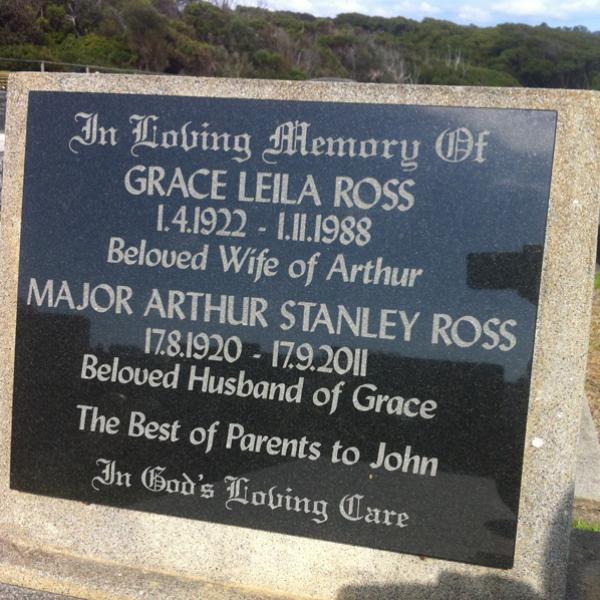 In Loving Memory Of
GRACE LEILA ROSS
1.4.1922 - 1.11.1988
Beloved Wife of Arthur
MAJOR ARTHUR STANLEY ROSS
17.8.1920 - 17.9.2011
Beloved Husband of Grace
The Best of Parents to John
In God's Loving Care